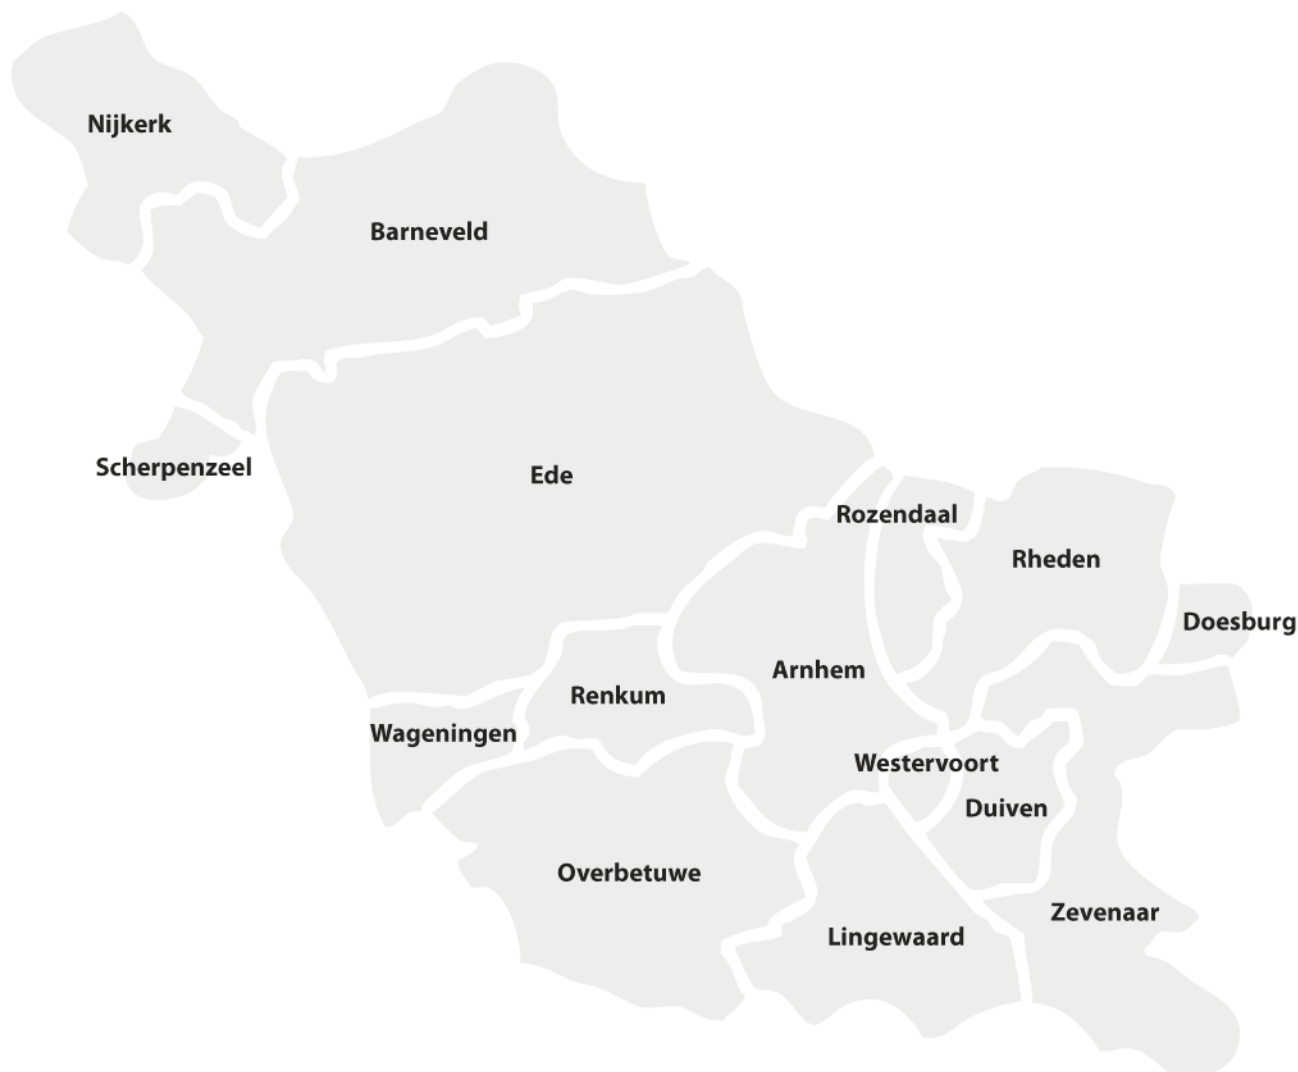 Nijkerk
Barneveld
Scherpenzeel
Ede
Rozendaal
Rheden
Doesburg
Arnhem
Renkum
Wageningen
Westervoort
Duiven
Overbetuwe
Zevenaar
Lingewaard